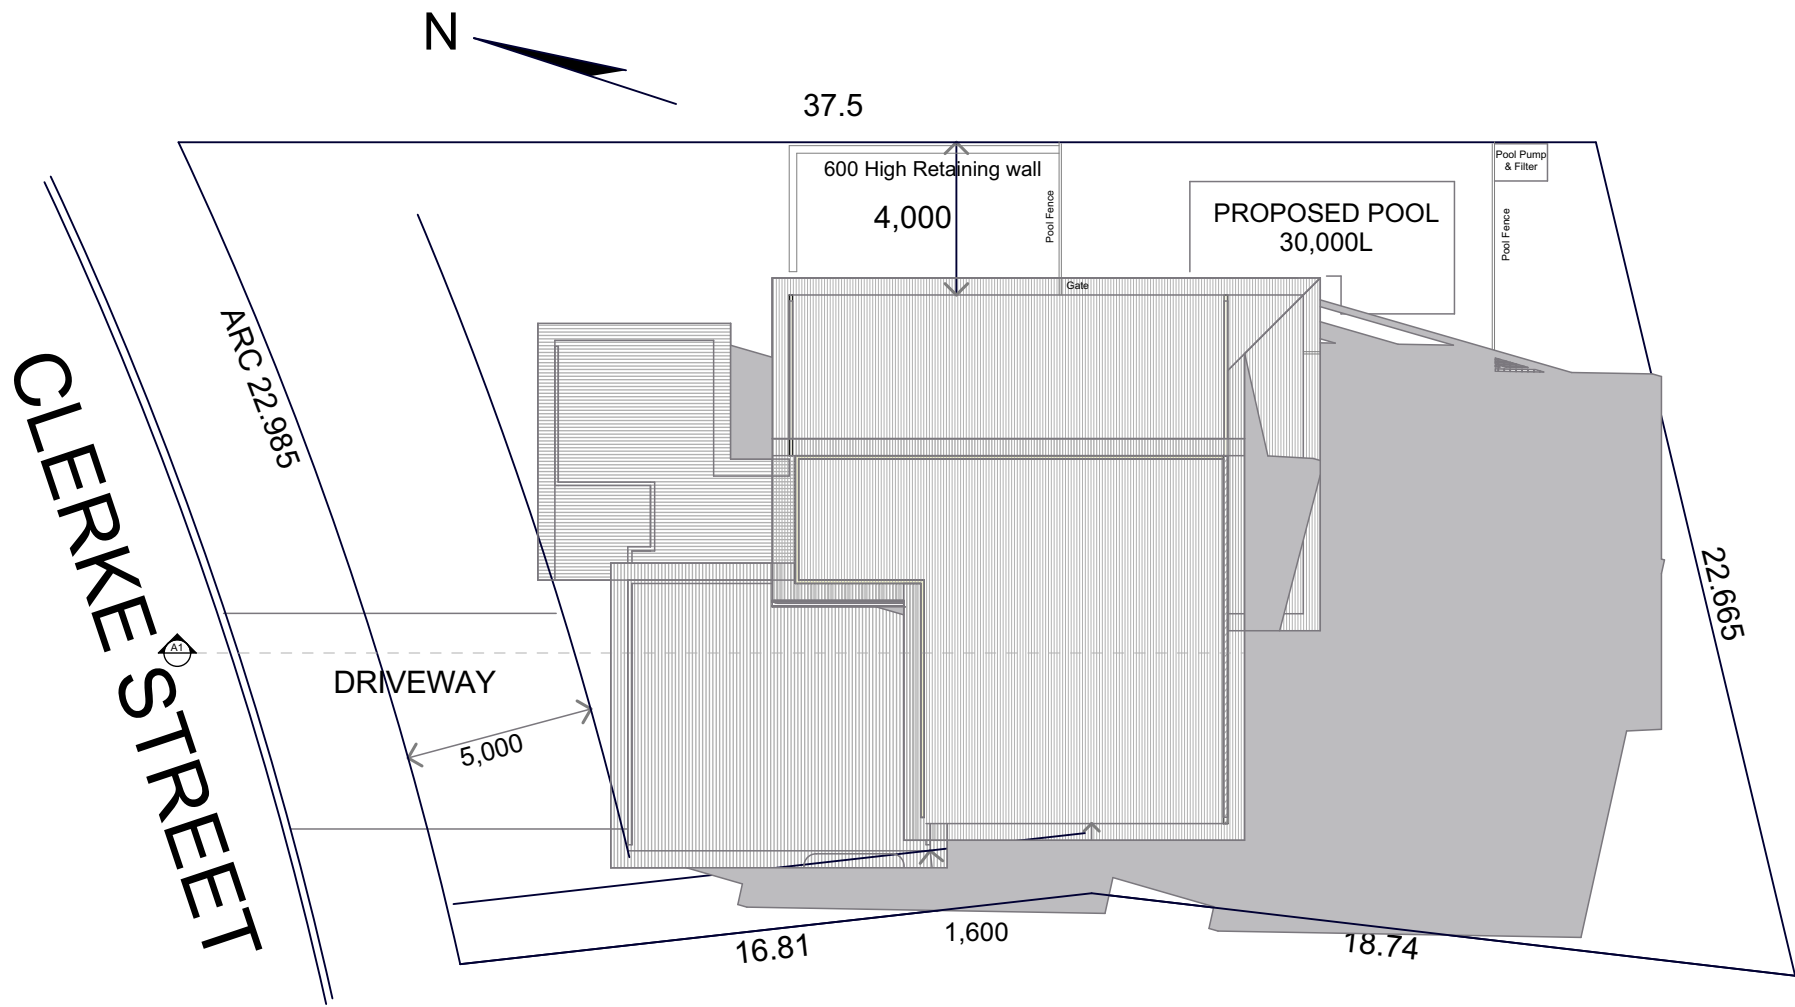 N
37.5
600 High Retaining wall
4,000
Pool Fence
Gate
PROPOSED POOL
30,000L
Pool Pump
& Filter
Pool Fence
ARC 22.985
CLERKE STREET
A1
DRIVEWAY
5,000
22.665
16.81
1,600
18.74